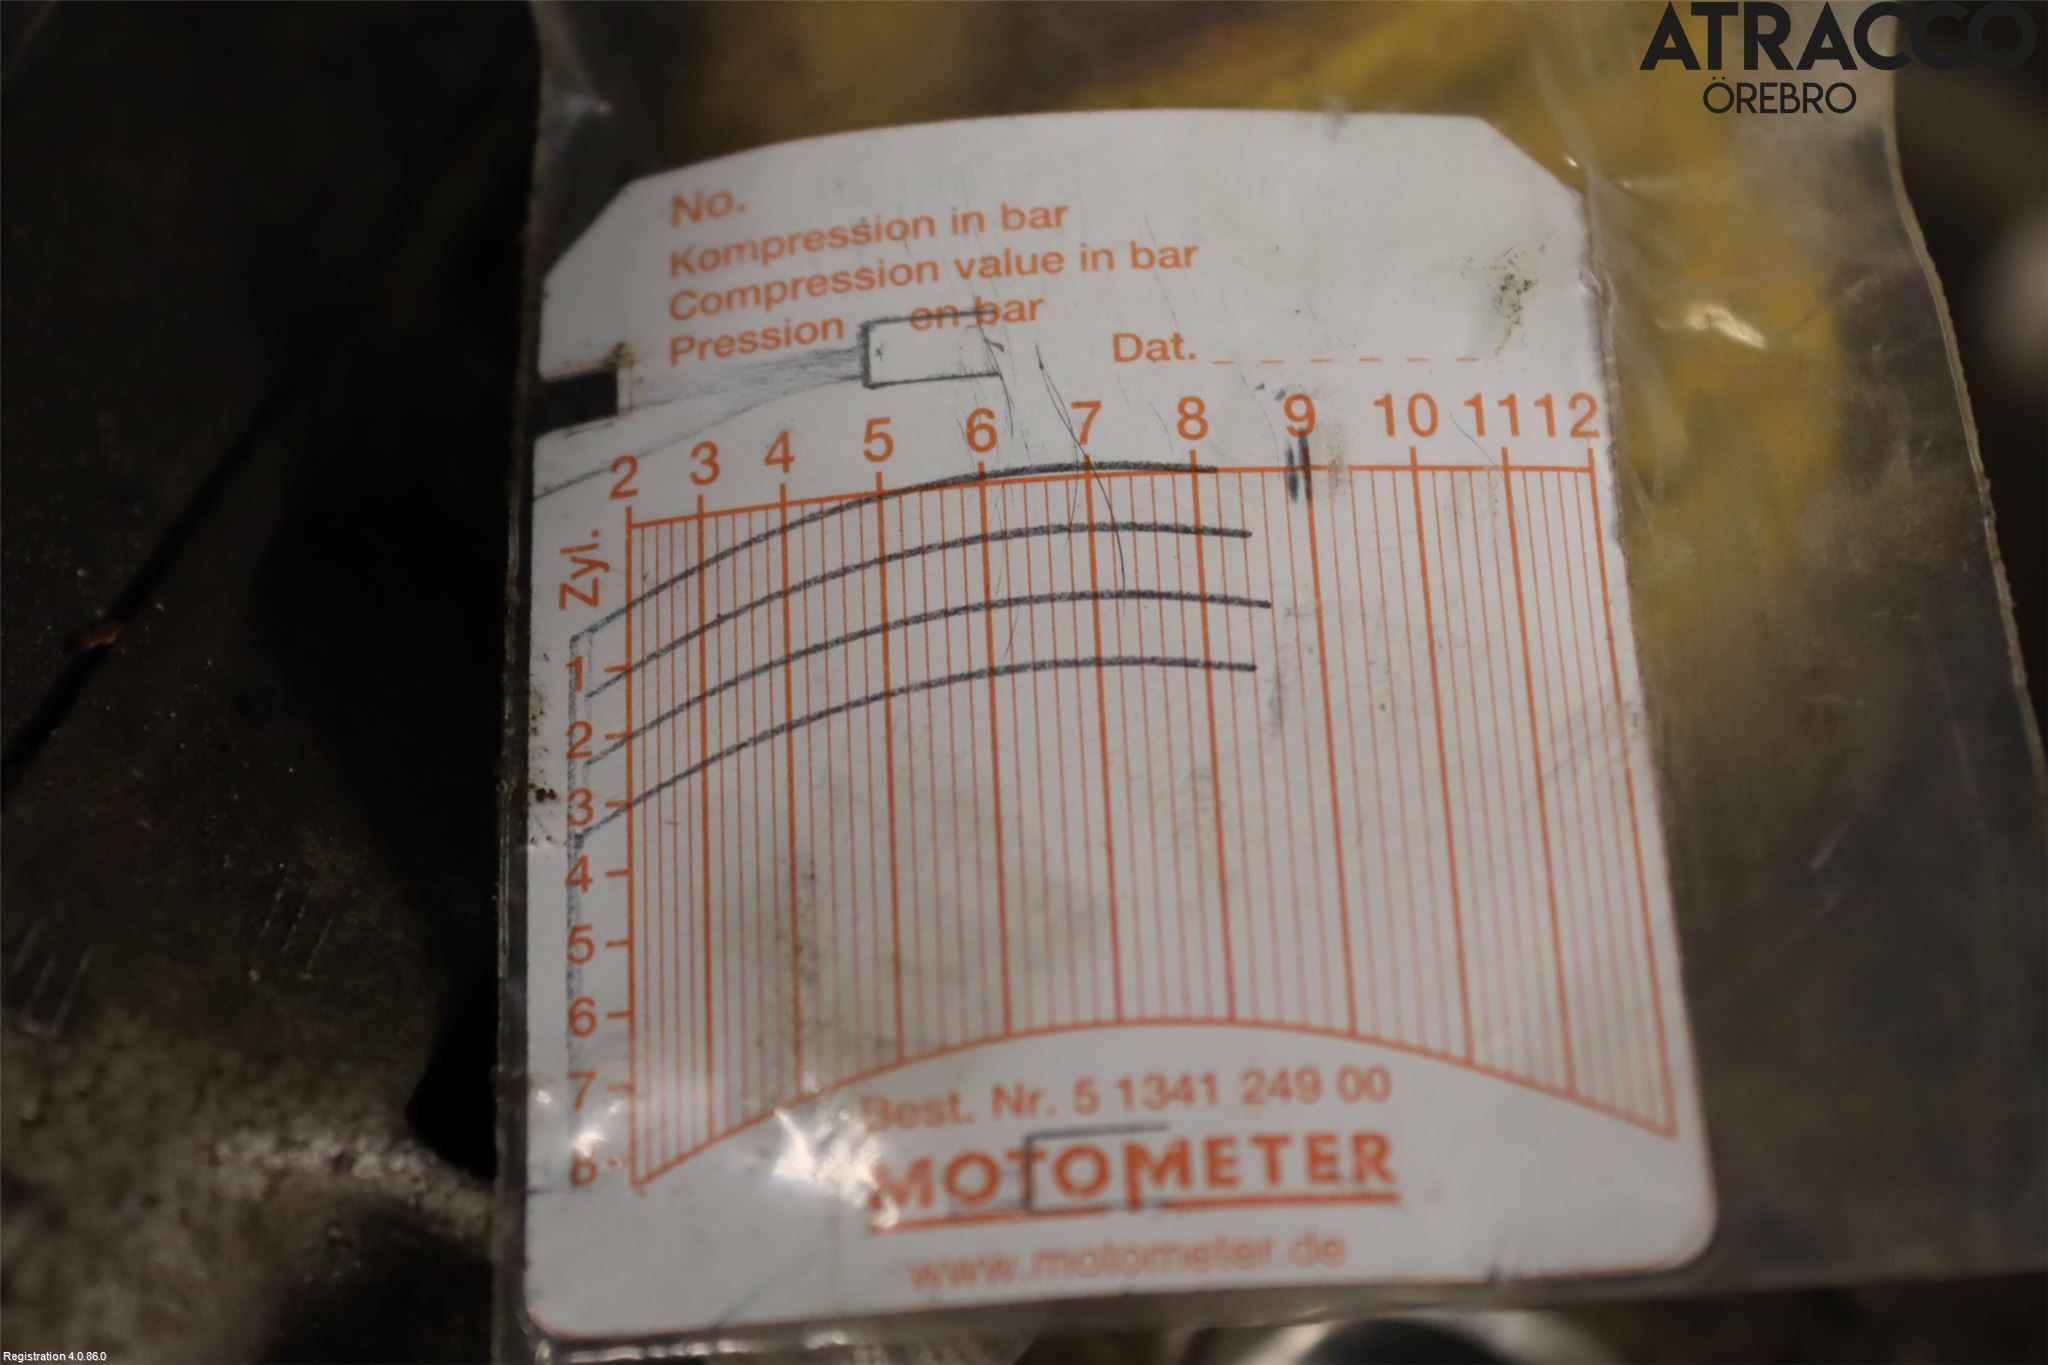 ATRACCO
ÖREBRO
No.
Kompression in bar
Compression value in bar
Pression en bar
Dat. _ _ _ _ _ _ _
2 3 4 5 6 7 8 9 10 11 12
Zyl.
1
2
3
4
5
6
7
8
Best. Nr. 5 1341 249 00
MOTOMETER
www.motometer.de
Registration 4.0.86.0